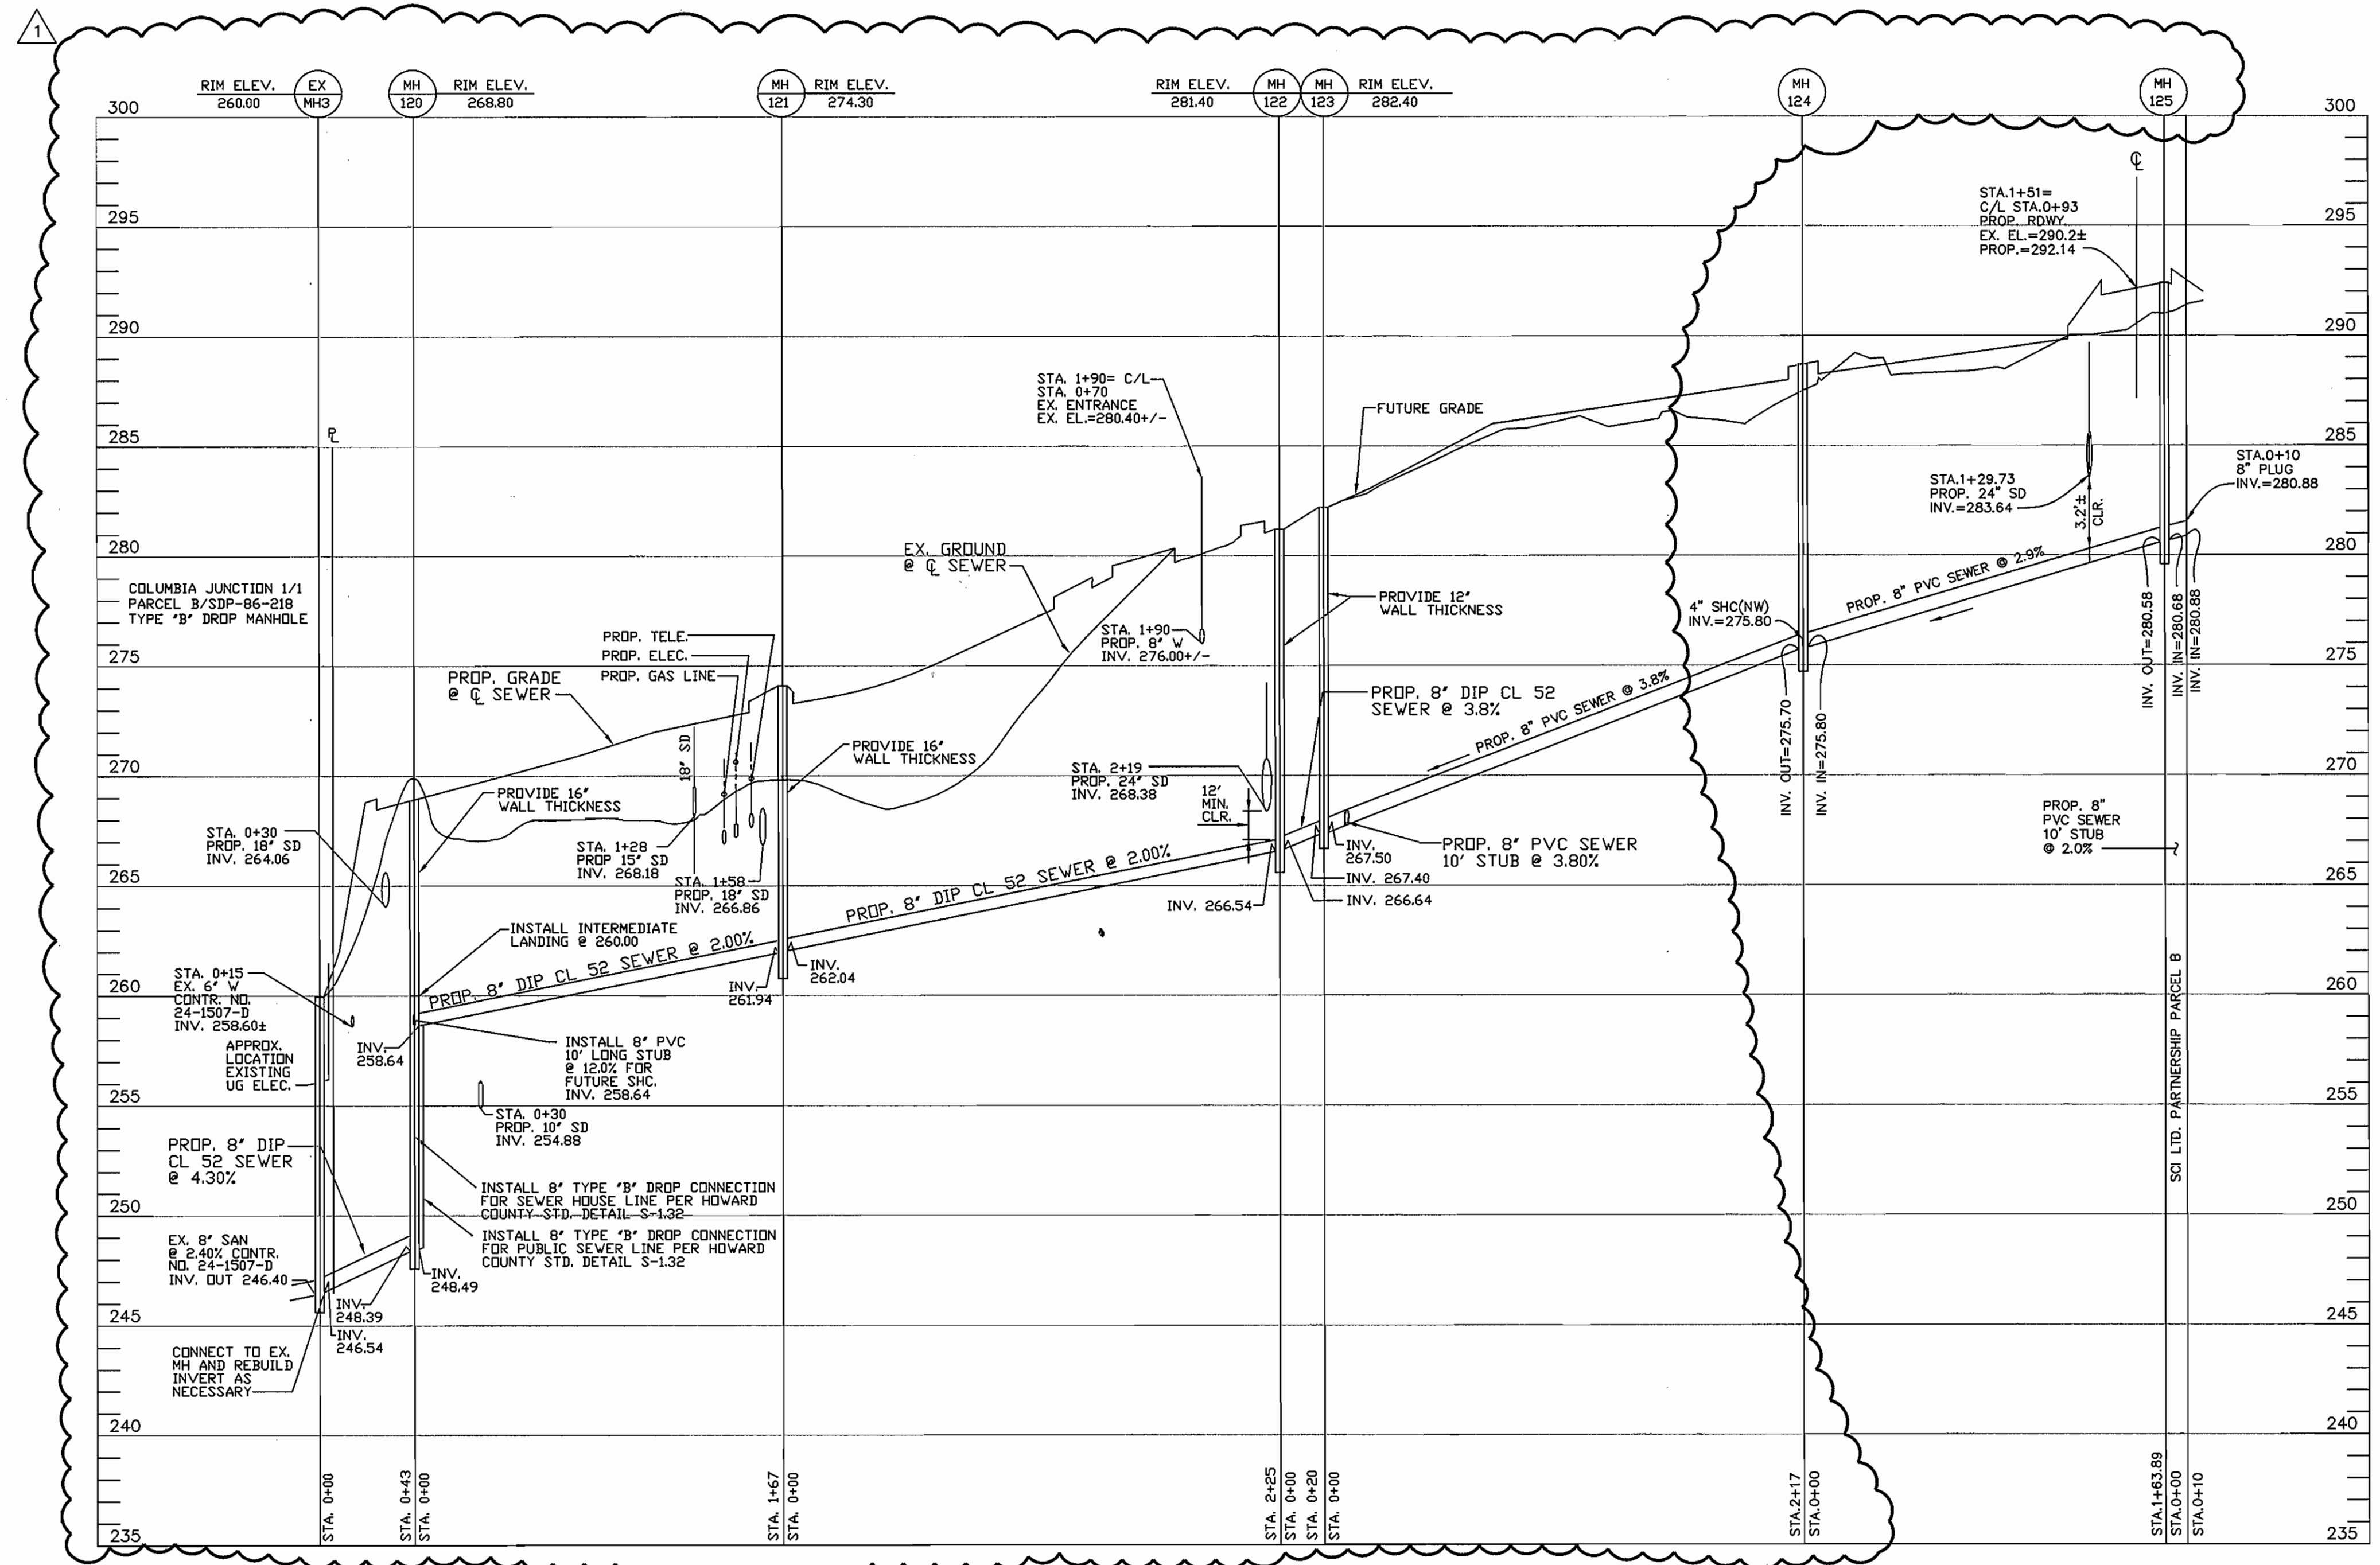 1
RIM ELEV.
260.00
EX
MH3
MH
120
RIM ELEV.
268.80
MH
121
RIM ELEV.
274.30
RIM ELEV.
281.40
MH
122
MH
123
RIM ELEV.
282.40
MH
124
MH
125
300
300
295
295
290
290
285
285
280
280
275
275
270
270
265
265
260
260
255
255
250
250
245
245
240
240
235
235
STA.1+51=
C/L STA.0+93
PROP. RDWY.
EX. EL.=290.2±
PROP.=292.14
℄
STA. 1+90= C/L
STA. 0+70
EX. ENTRANCE
EX. EL.=280.40+/-
FUTURE GRADE
PL
STA.0+10
8" PLUG
INV.=280.88
STA.1+29.73
PROP. 24" SD
INV.=283.64
3.2'±
CLR.
EX. GROUND
@ ℄ SEWER
COLUMBIA JUNCTION 1/1
PARCEL B/SDP-86-218
TYPE "B" DROP MANHOLE
PROP. TELE.
PROP. ELEC.
PROP. GAS LINE
PROP. GRADE
@ ℄ SEWER
STA. 1+90
PROP. 8" W
INV. 276.00+/-
PROVIDE 12"
WALL THICKNESS
4" SHC(NW)
INV.=275.80
PROP. 8" PVC SEWER @ 2.9%
INV. OUT=280.58
INV. IN=280.68
INV. IN=280.88
PROP. 8" DIP CL 52
SEWER @ 3.8%
PROP. 8" PVC SEWER @ 3.8%
INV. OUT=275.70
INV. IN=275.80
18" SD
PROVIDE 16"
WALL THICKNESS
PROVIDE 16"
WALL THICKNESS
STA. 2+19
PROP. 24" SD
INV. 268.38
12"
MIN.
CLR.
PROP. 8"
PVC SEWER
10' STUB
@ 2.0%
STA. 0+30
PROP. 18" SD
INV. 264.06
STA. 1+28
PROP 15" SD
INV. 268.18
STA. 1+58
PROP. 18" SD
INV. 266.86
INV.
267.50
PROP. 8" PVC SEWER
10' STUB @ 3.80%
INV. 267.40
INV. 266.64
INV. 266.54
PROP. 8" DIP CL 52 SEWER @ 2.00%
INSTALL INTERMEDIATE
LANDING @ 260.00
PROP. 8" DIP CL 52 SEWER @ 2.00%
INV.
262.04
INV.
261.94
STA. 0+15
EX. 6" W
CONTR. NO.
24-1507-D
INV. 258.60±
APPROX.
LOCATION
EXISTING
UG ELEC.
INV.
258.64
INSTALL 8" PVC
10' LONG STUB
@ 12.0% FOR
FUTURE SHC.
INV. 258.64
STA. 0+30
PROP. 10" SD
INV. 254.88
PROP. 8" DIP
CL 52 SEWER
@ 4.30%
INSTALL 8" TYPE "B" DROP CONNECTION
FOR SEWER HOUSE LINE PER HOWARD
COUNTY STD. DETAIL S-1.32
INSTALL 8" TYPE "B" DROP CONNECTION
FOR PUBLIC SEWER LINE PER HOWARD
COUNTY STD. DETAIL S-1.32
EX. 8" SAN
@ 2.40% CONTR.
NO. 24-1507-D
INV. OUT 246.40
INV.
248.49
INV.
248.39
INV.
246.54
CONNECT TO EX.
MH AND REBUILD
INVERT AS
NECESSARY
SCI LTD. PARTNERSHIP PARCEL B
STA. 0+00
STA. 0+43
STA. 0+00
STA. 1+67
STA. 0+00
STA. 2+25
STA. 0+00
STA. 0+20
STA. 0+00
STA.2+17
STA.0+00
STA.1+63.89
STA.0+00
STA.0+10